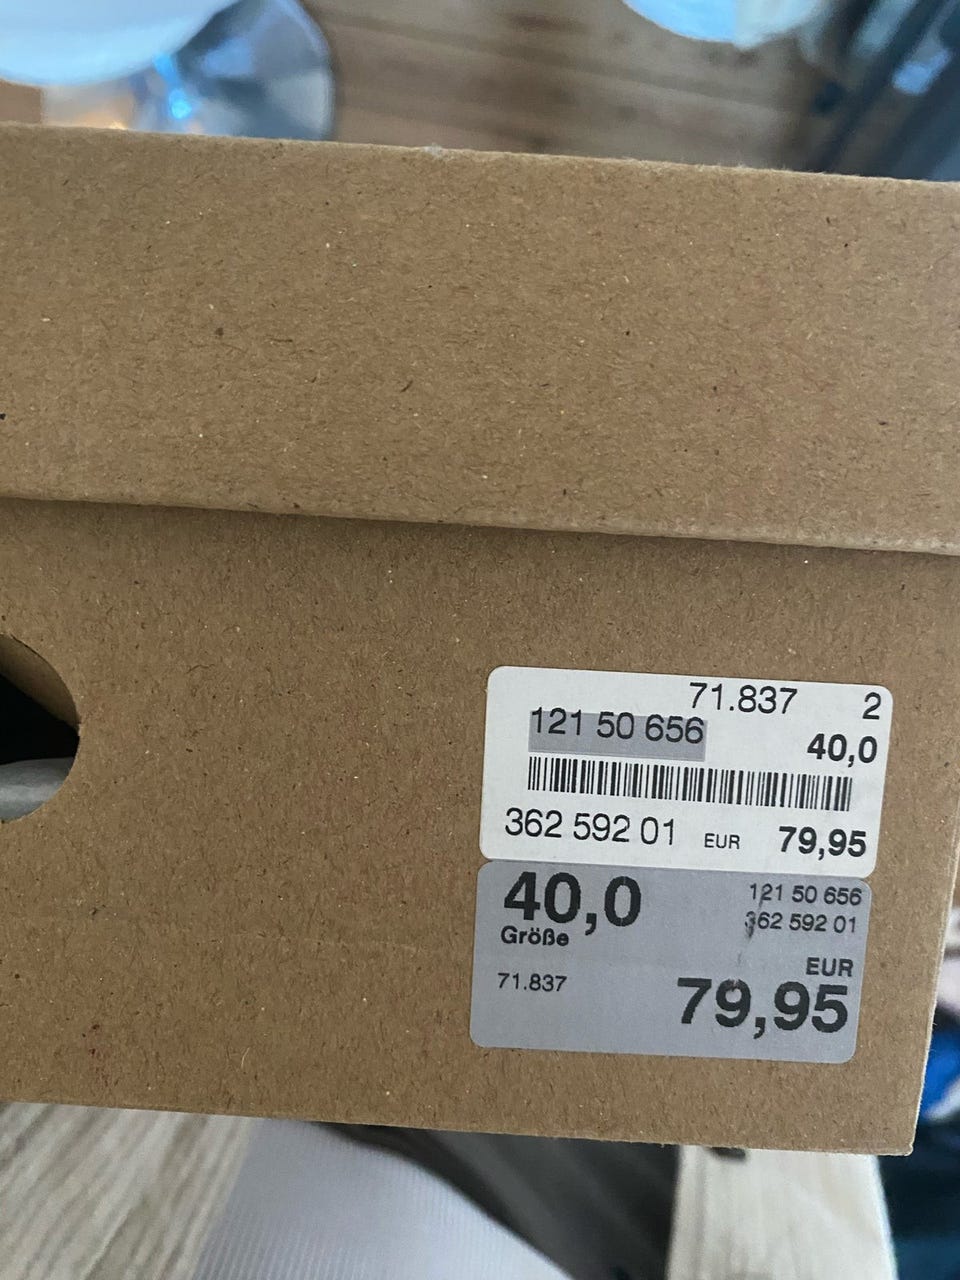 71.837 2
121 50 656 40,0
362 592 01 EUR 79,95
40,0 121 50 656
Größe 362 592 01
EUR
71.837 79,95